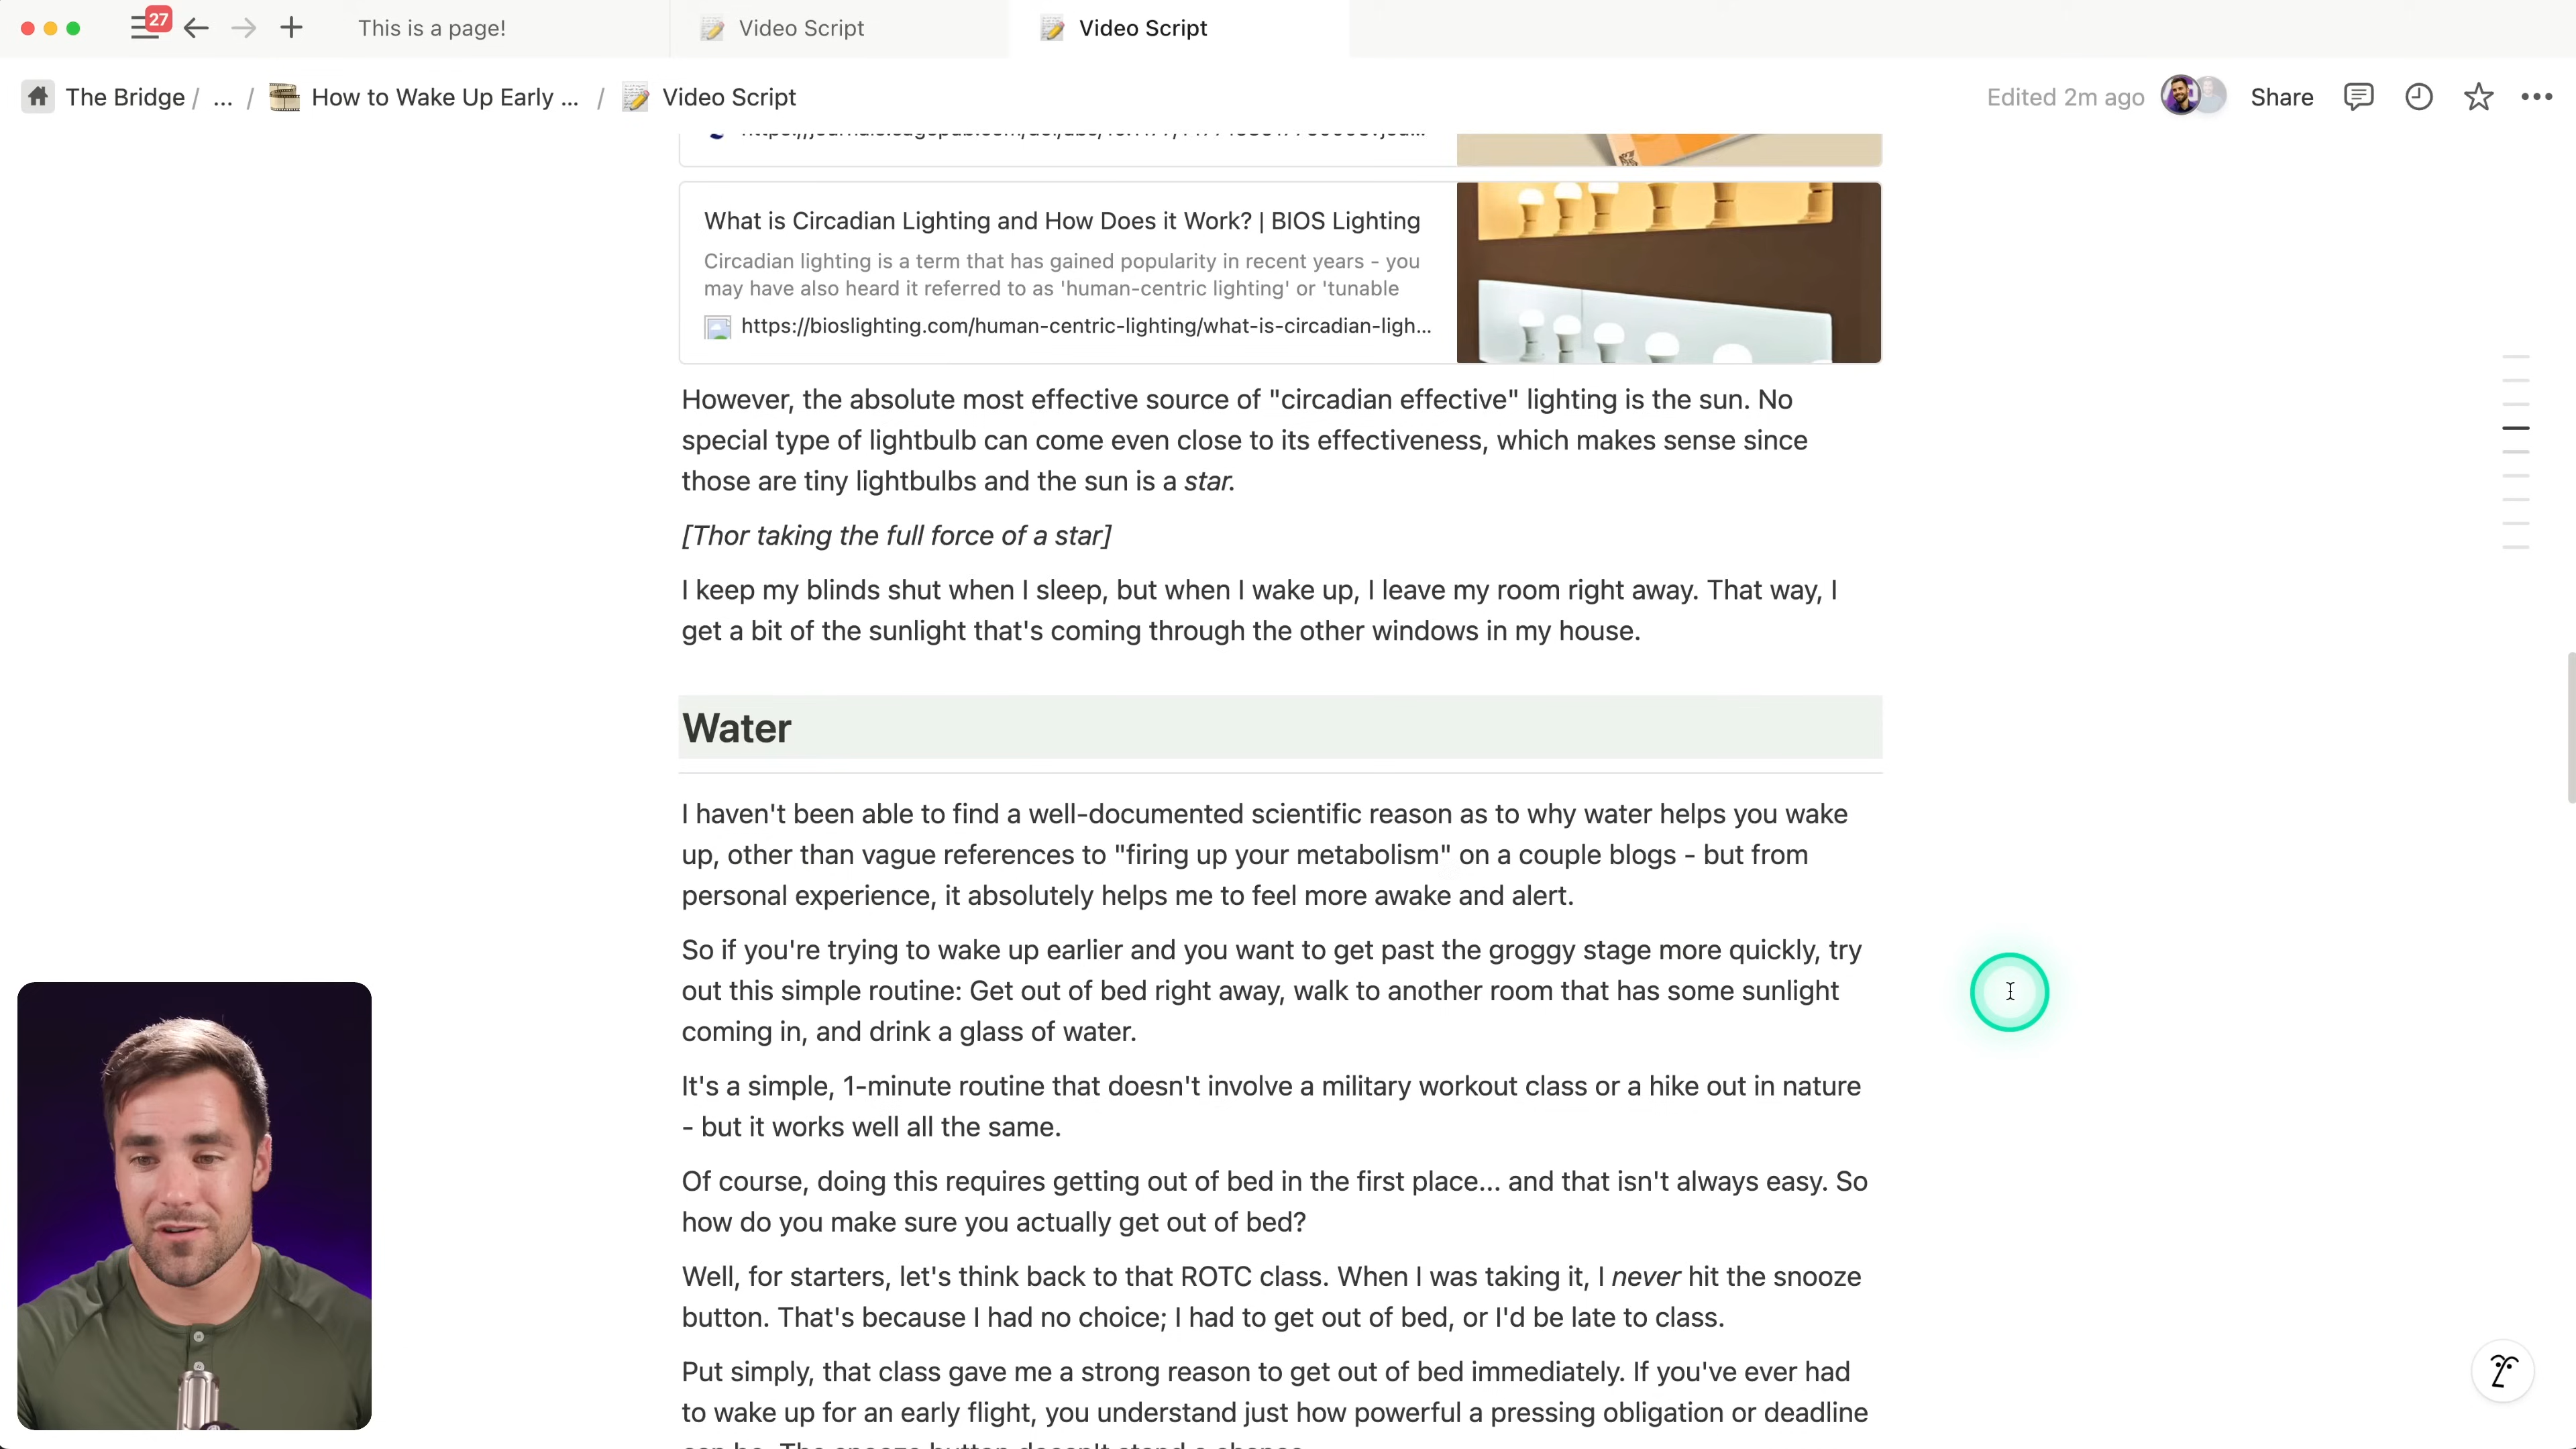 27
This is a page!
Video Script
Video Script
The Bridge / ... / How to Wake Up Early ... / Video Script
Edited 2m ago
Share
What is Circadian Lighting and How Does it Work? | BIOS Lighting
Circadian lighting is a term that has gained popularity in recent years - you
may have also heard it referred to as 'human-centric lighting' or 'tunable
https://bioslighting.com/human-centric-lighting/what-is-circadian-ligh...
However, the absolute most effective source of "circadian effective" lighting is the sun. No
special type of lightbulb can come even close to its effectiveness, which makes sense since
those are tiny lightbulbs and the sun is a star.
[Thor taking the full force of a star]
I keep my blinds shut when I sleep, but when I wake up, I leave my room right away. That way, I
get a bit of the sunlight that's coming through the other windows in my house.
Water
I haven't been able to find a well-documented scientific reason as to why water helps you wake
up, other than vague references to "firing up your metabolism" on a couple blogs - but from
personal experience, it absolutely helps me to feel more awake and alert.
So if you're trying to wake up earlier and you want to get past the groggy stage more quickly, try
out this simple routine: Get out of bed right away, walk to another room that has some sunlight
coming in, and drink a glass of water.
It's a simple, 1-minute routine that doesn't involve a military workout class or a hike out in nature
- but it works well all the same.
Of course, doing this requires getting out of bed in the first place... and that isn't always easy. So
how do you make sure you actually get out of bed?
Well, for starters, let's think back to that ROTC class. When I was taking it, I never hit the snooze
button. That's because I had no choice; I had to get out of bed, or I'd be late to class.
Put simply, that class gave me a strong reason to get out of bed immediately. If you've ever had
to wake up for an early flight, you understand just how powerful a pressing obligation or deadline